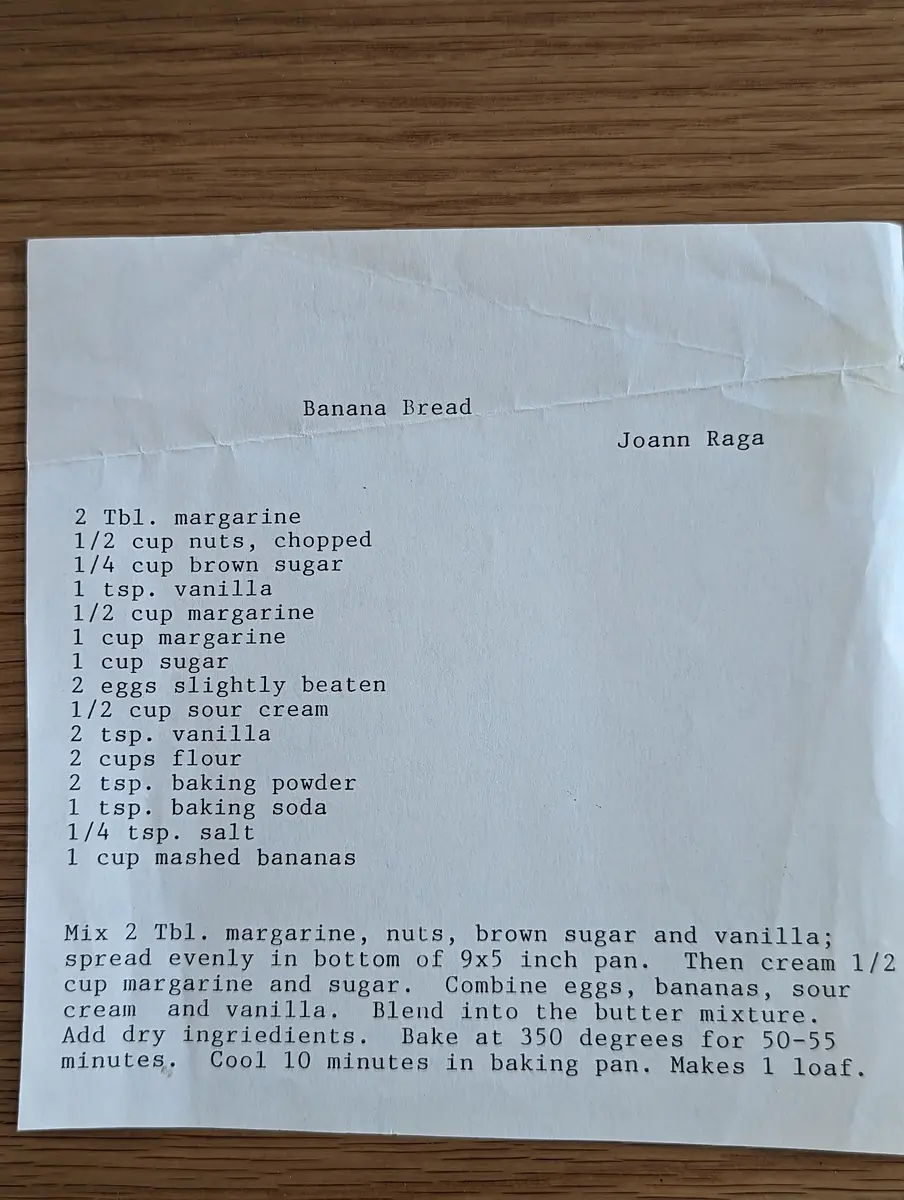 Banana Bread
Joann Raga
2 Tbl. margarine
1/2 cup nuts, chopped
1/4 cup brown sugar
1 tsp. vanilla
1/2 cup margarine
1 cup margarine
1 cup sugar
2 eggs slightly beaten
1/2 cup sour cream
2 tsp. vanilla
2 cups flour
2 tsp. baking powder
1 tsp. baking soda
1/4 tsp. salt
1 cup mashed bananas
Mix 2 Tbl. margarine, nuts, brown sugar and vanilla;
spread evenly in bottom of 9x5 inch pan. Then cream 1/2
cup margarine and sugar. Combine eggs, bananas, sour
cream and vanilla. Blend into the butter mixture.
Add dry ingriedients. Bake at 350 degrees for 50-55
minutes. Cool 10 minutes in baking pan. Makes 1 loaf.